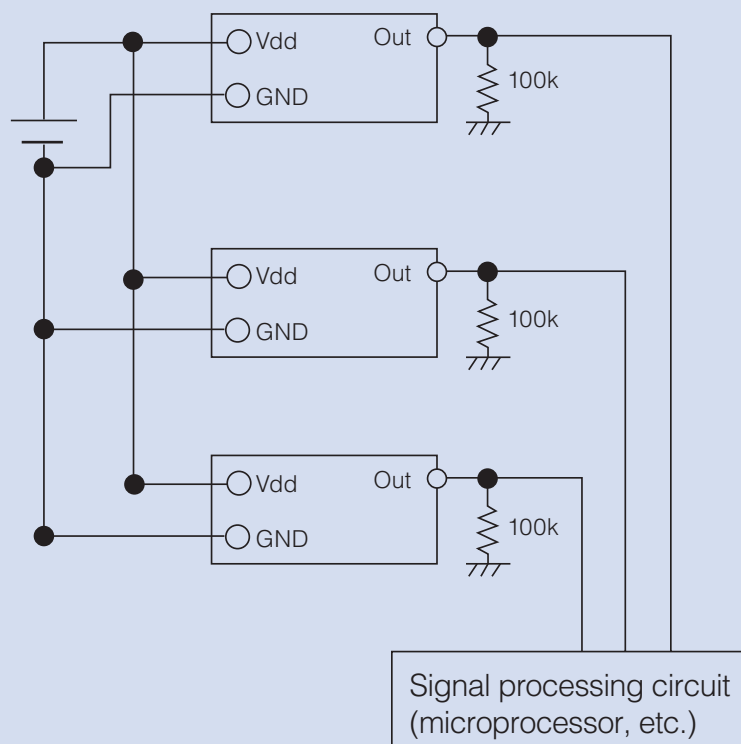 Vdd
Out
GND
100k
Vdd
Out
GND
100k
Vdd
Out
GND
100k
Signal processing circuit
(microprocessor, etc.)